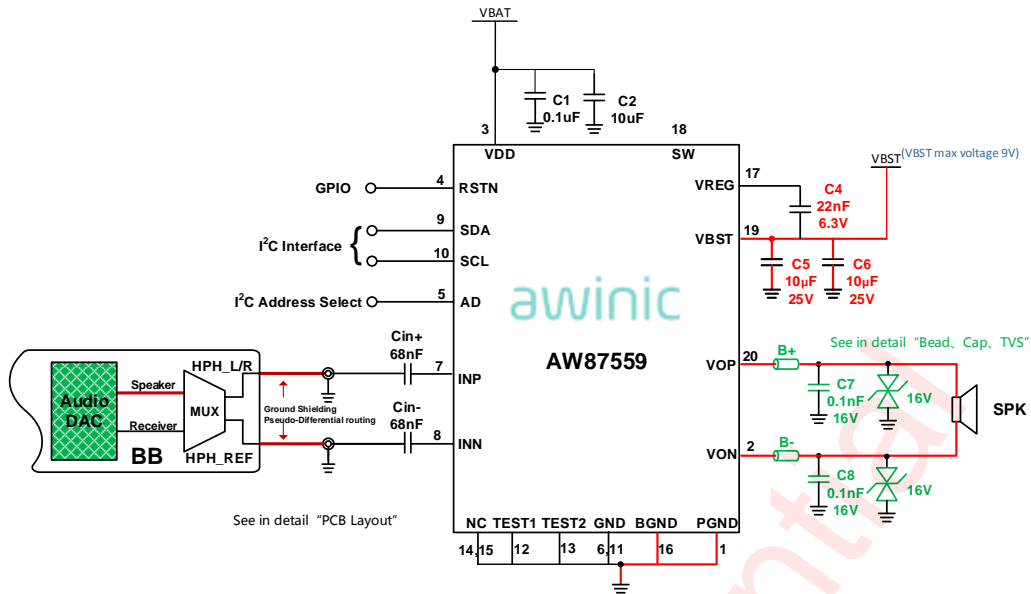 VBAT
C1
0.1uF
C2
10uF
3
VDD
18
SW
VBST
(VBST max voltage 9V)
GPIO
4
RSTN
17
VREG
C4
22nF
6.3V
I²C Interface
{
9
SDA
10
SCL
19
VBST
C5
10μF
25V
C6
10μF
25V
I²C Address Select
5
AD
awinic
AW87559
See in detail “Bead、Cap、TVS”
20
VOP
B+
C7
0.1nF
16V
16V
SPK
2
VON
B-
C8
0.1nF
16V
16V
Cin+
68nF
7
INP
Cin-
68nF
8
INN
HPH_L/R
Speaker
Audio
DAC
MUX
Receiver
BB
HPH_REF
Ground Shielding
Pseudo-Differential routing
See in detail “PCB Layout”
NC TEST1 TEST2 GND BGND PGND
14,15 12 13 6,11 16 1
ntial